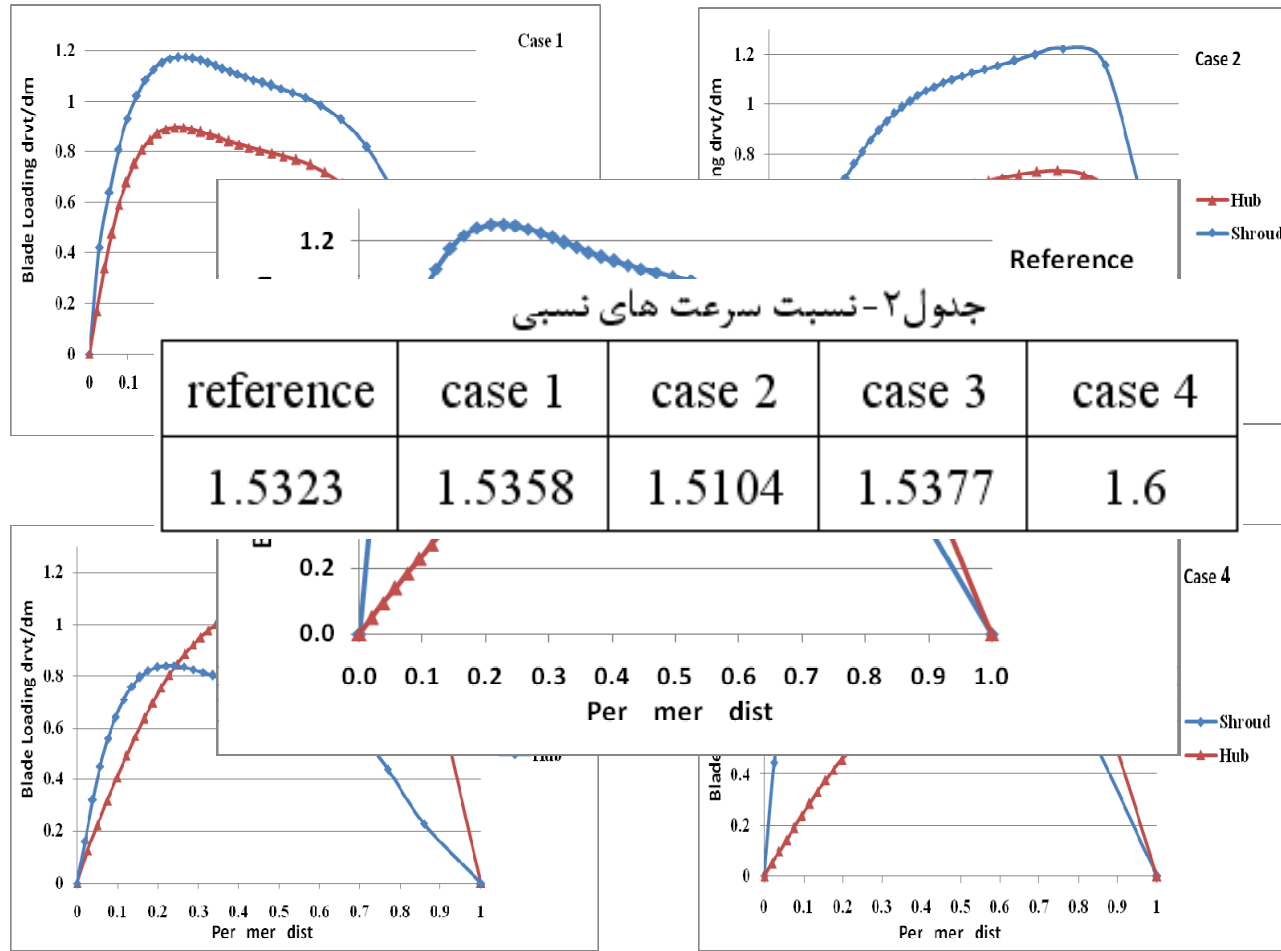 Case 1
Blade Loading drvt/dm
1.2
1
0.8
0.6
0.4
0.2
0
0 0.1
Case 2
ng drvt/dm
1.2
1
0.8
Hub
Shroud
Reference
1.2
جدول۲-نسبت سرعت های نسبی
reference case 1 case 2 case 3 case 4
1.5323 1.5358 1.5104 1.5377 1.6
0.2
0.0
0.0 0.1 0.2 0.3 0.4 0.5 0.6 0.7 0.8 0.9 1.0
Per mer dist
Blade Loading drvt/dm
1.2
1
0.8
0.6
0.4
0.2
0
0 0.1 0.2 0.3 0.4 0.5 0.6 0.7 0.8 0.9 1
Per mer dist
Hub
Case 4
Shroud
Hub
0.4
0.2
0
0 0.1 0.2 0.3 0.4 0.5 0.6 0.7 0.8 0.9 1
Per mer dist